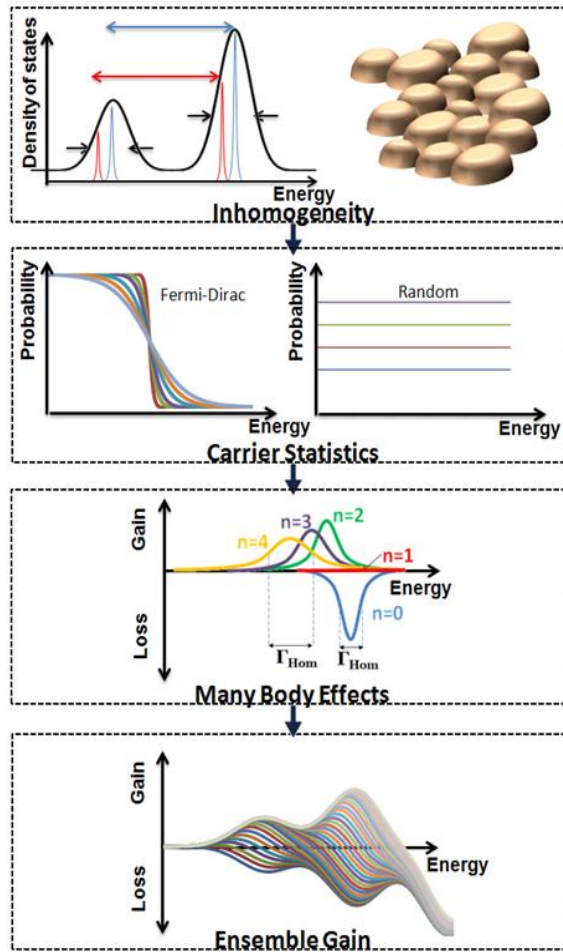 Density of states
Energy
Inhomogeneity
Probability
Fermi-Dirac
Energy
Probability
Random
Energy
Carrier Statistics
Gain
Loss
n=4
n=3
n=2
n=1
Energy
n=0
ΓHom
ΓHom
Many Body Effects
Gain
Loss
Energy
Ensemble Gain